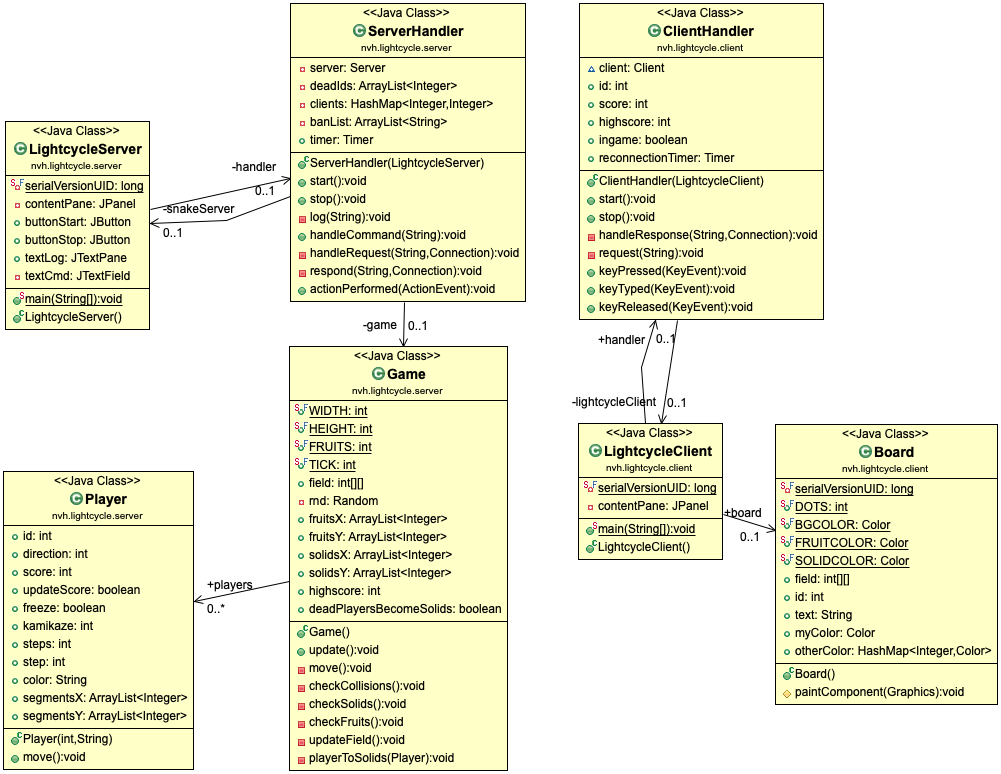 <<Java Class>>
ServerHandler
nvh.lightcycle.server
server: Server
deadIds: ArrayList<Integer>
clients: HashMap<Integer,Integer>
banList: ArrayList<String>
timer: Timer
ServerHandler(LightcycleServer)
start():void
stop():void
log(String):void
handleCommand(String):void
handleRequest(String,Connection):void
respond(String,Connection):void
actionPerformed(ActionEvent):void
<<Java Class>>
ClientHandler
nvh.lightcycle.client
client: Client
id: int
score: int
highscore: int
ingame: boolean
reconnectionTimer: Timer
ClientHandler(LightcycleClient)
start():void
stop():void
handleResponse(String,Connection):void
request(String):void
keyPressed(KeyEvent):void
keyTyped(KeyEvent):void
keyReleased(KeyEvent):void
<<Java Class>>
LightcycleServer
nvh.lightcycle.server
serialVersionUID: long
contentPane: JPanel
buttonStart: JButton
buttonStop: JButton
textLog: JTextPane
textCmd: JTextField
main(String[]):void
LightcycleServer()
-handler
0..1
-snakeServer
0..1
-game
0..1
+handler
0..1
-lightcycleClient
0..1
<<Java Class>>
Game
nvh.lightcycle.server
WIDTH: int
HEIGHT: int
FRUITS: int
TICK: int
field: int[][]
rnd: Random
fruitsX: ArrayList<Integer>
fruitsY: ArrayList<Integer>
solidsX: ArrayList<Integer>
solidsY: ArrayList<Integer>
highscore: int
deadPlayersBecomeSolids: boolean
Game()
update():void
move():void
checkCollisions():void
checkSolids():void
checkFruits():void
updateField():void
playerToSolids(Player):void
<<Java Class>>
LightcycleClient
nvh.lightcycle.client
serialVersionUID: long
contentPane: JPanel
main(String[]):void
LightcycleClient()
+board
0..1
<<Java Class>>
Board
nvh.lightcycle.client
serialVersionUID: long
DOTS: int
BGCOLOR: Color
FRUITCOLOR: Color
SOLIDCOLOR: Color
field: int[][]
id: int
text: String
myColor: Color
otherColor: HashMap<Integer,Color>
Board()
paintComponent(Graphics):void
<<Java Class>>
Player
nvh.lightcycle.server
id: int
direction: int
score: int
updateScore: boolean
freeze: boolean
kamikaze: int
steps: int
step: int
color: String
segmentsX: ArrayList<Integer>
segmentsY: ArrayList<Integer>
Player(int,String)
move():void
+players
0..*